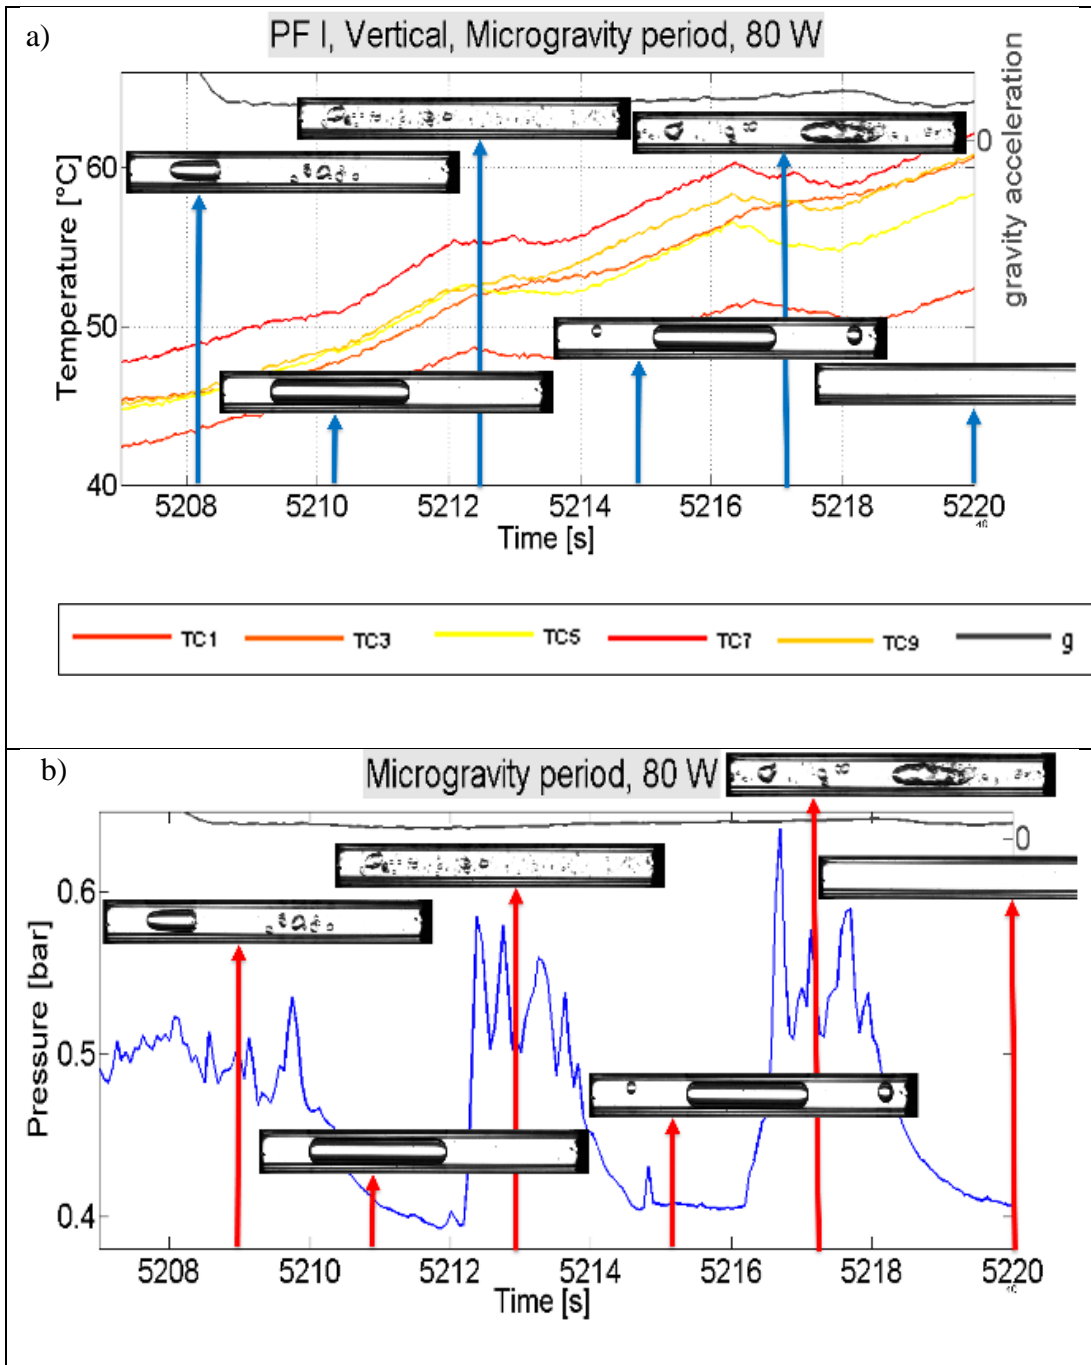 a)
PF I, Vertical, Microgravity period, 80 W
gravity acceleration
0
Temperature [°C]
60
50
40
5208 5210 5212 5214 5216 5218 5220
Time [s]
TC1 TC3 TC5 TC7 TC9 g
b)
Microgravity period, 80 W
0
Pressure [bar]
0.6
0.5
0.4
5208 5210 5212 5214 5216 5218 5220
Time [s]